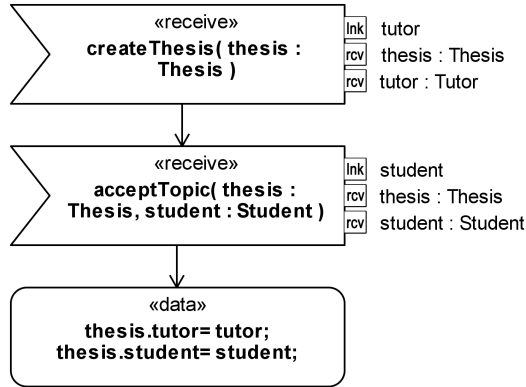 «receive»
createThesis( thesis :
Thesis )
lnk tutor
rcv thesis : Thesis
rcv tutor : Tutor
«receive»
acceptTopic( thesis :
Thesis, student : Student )
lnk student
rcv thesis : Thesis
rcv student : Student
«data»
thesis.tutor= tutor;
thesis.student= student;